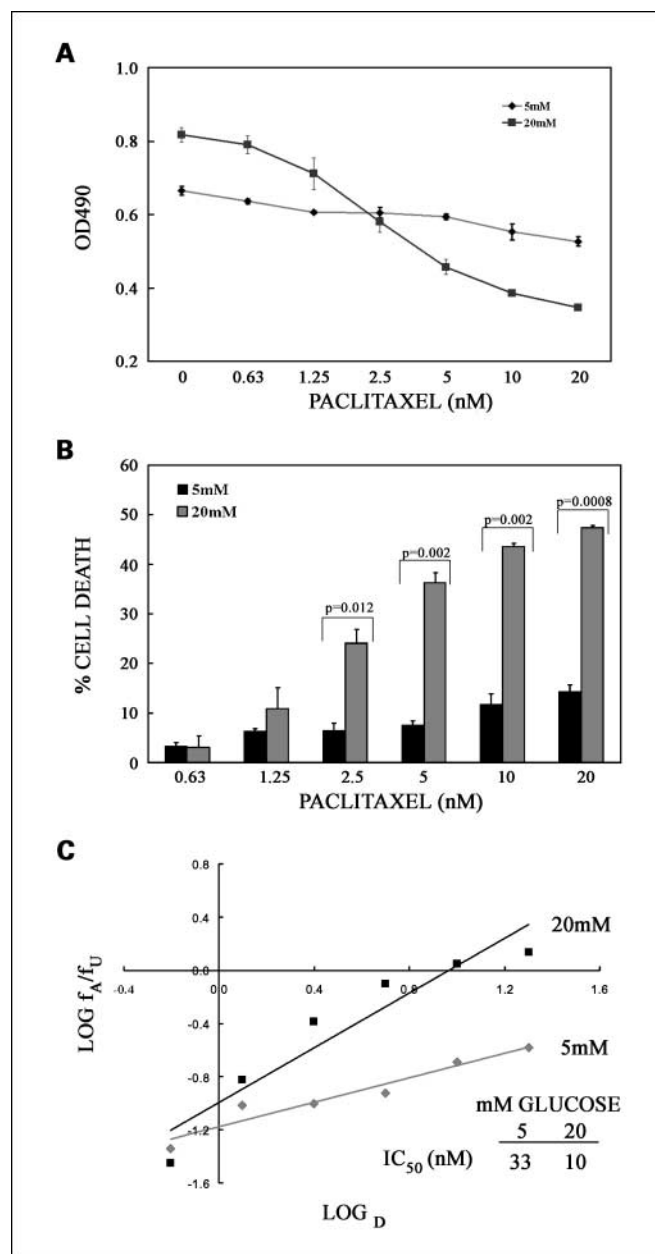 A
1.0
0.8
0.6
0.4
0.2
OD490
5mM
20mM
0 0.63 1.25 2.5 5 10 20
PACLITAXEL (nM)
B
60
50
40
30
20
10
0
% CELL DEATH
5mM
20mM
p=0.012
p=0.002
p=0.002
p=0.0008
0.63 1.25 2.5 5 10 20
PACLITAXEL (nM)
C
0.8
0.4
0.0
-0.4
-0.8
-1.2
-1.6
LOG fA/fU
-0.4 0.0 0.4 0.8 1.2 1.6
20mM
5mM
mM GLUCOSE
5 20
IC50 (nM) 33 10
LOG D